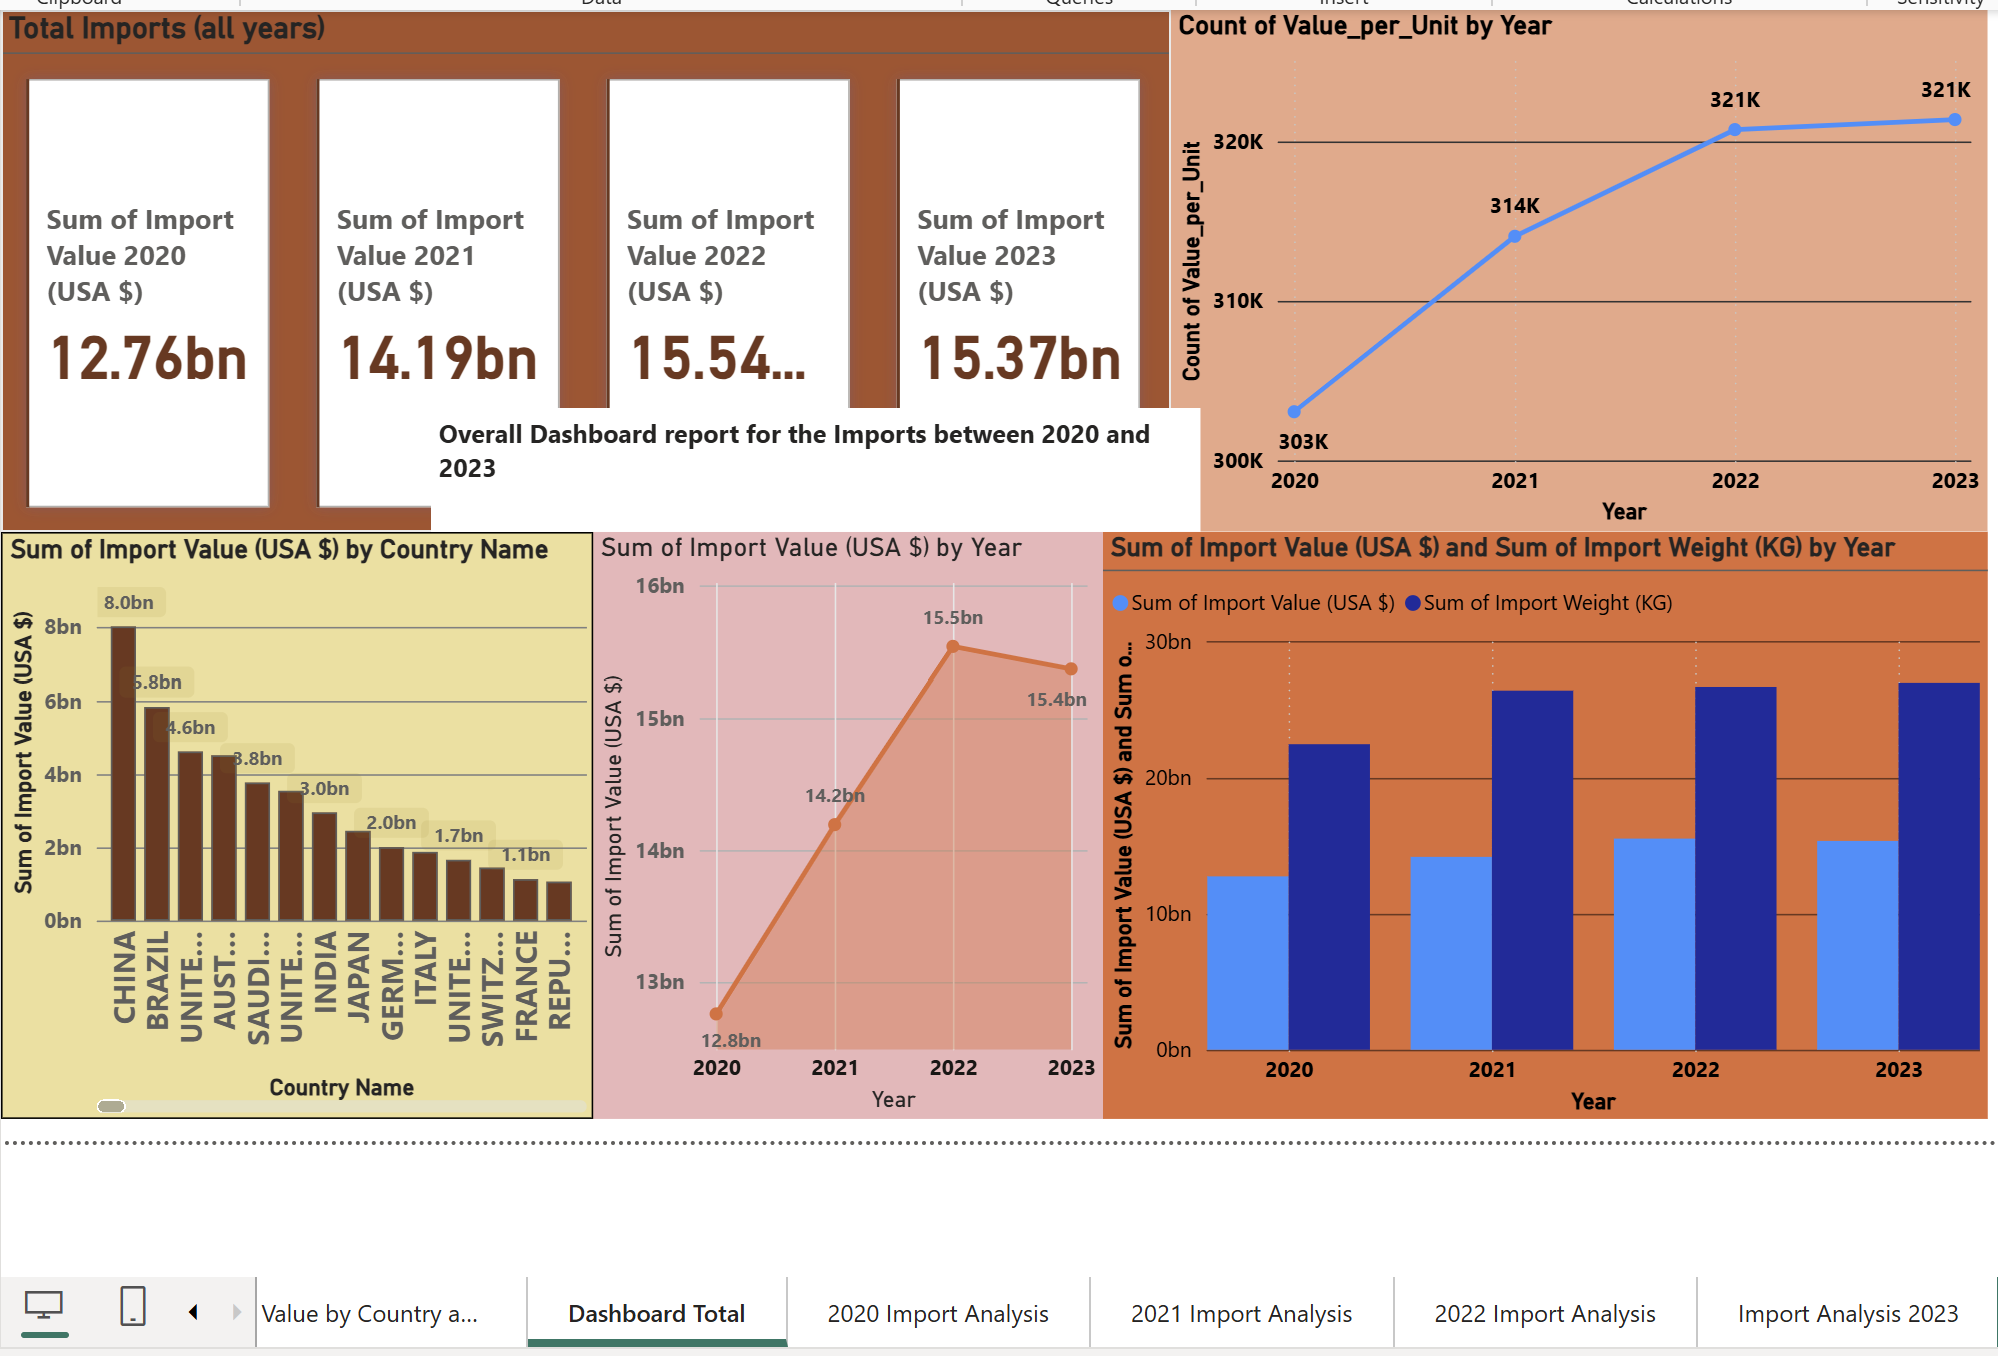 Clipboard Data Queries Insert Calculations Sensitivity
Total Imports (all years)
Sum of Import
Value 2020
(USA $)
12.76bn
Sum of Import
Value 2021
(USA $)
14.19bn
Sum of Import
Value 2022
(USA $)
15.54...
Sum of Import
Value 2023
(USA $)
15.37bn
Overall Dashboard report for the Imports between 2020 and
2023
Count of Value_per_Unit by Year
Count of Value_per_Unit
320K
310K
300K
303K
314K
321K
321K
2020 2021 2022 2023
Year
Sum of Import Value (USA $) by Country Name
Sum of Import Value (USA $)
8bn
6bn
4bn
2bn
0bn
8.0bn
5.8bn
4.6bn
3.8bn
3.0bn
2.0bn
1.7bn
1.1bn
CHINA
BRAZIL
UNITE...
AUST...
SAUDI...
UNITE...
INDIA
JAPAN
GERM...
ITALY
UNITE...
SWITZ...
FRANCE
REPU...
Country Name
Sum of Import Value (USA $) by Year
Sum of Import Value (USA $)
16bn
15bn
14bn
13bn
12.8bn
14.2bn
15.5bn
15.4bn
2020 2021 2022 2023
Year
Sum of Import Value (USA $) and Sum of Import Weight (KG) by Year
Sum of Import Value (USA $) Sum of Import Weight (KG)
Sum of Import Value (USA $) and Sum o...
30bn
20bn
10bn
0bn
2020 2021 2022 2023
Year
Value by Country a... Dashboard Total 2020 Import Analysis 2021 Import Analysis 2022 Import Analysis Import Analysis 2023